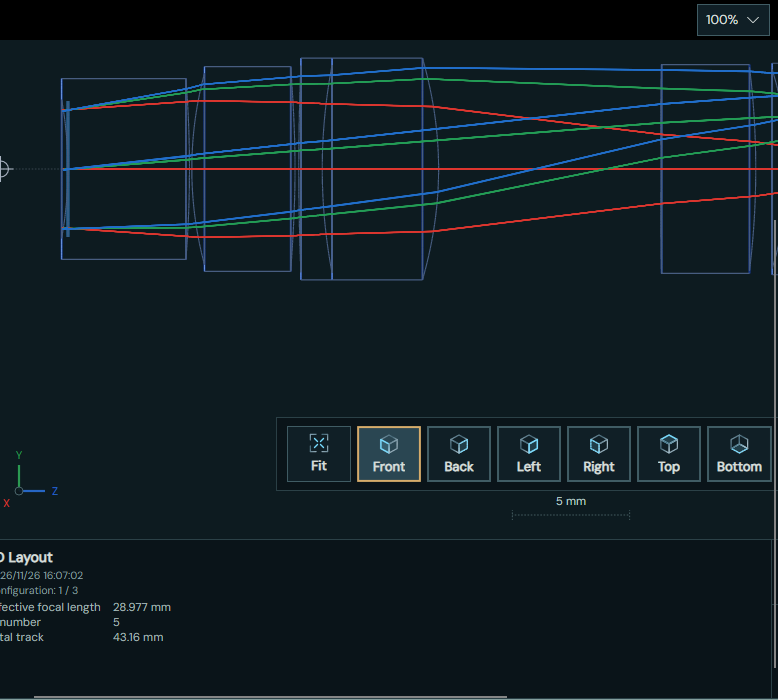 100%
Fit
Front
Back
Left
Right
Top
Bottom
Y
Z
X
5 mm
D Layout
26/11/26 16:07:02
nfiguration: 1 / 3
fective focal length 28.977 mm
number 5
tal track 43.16 mm